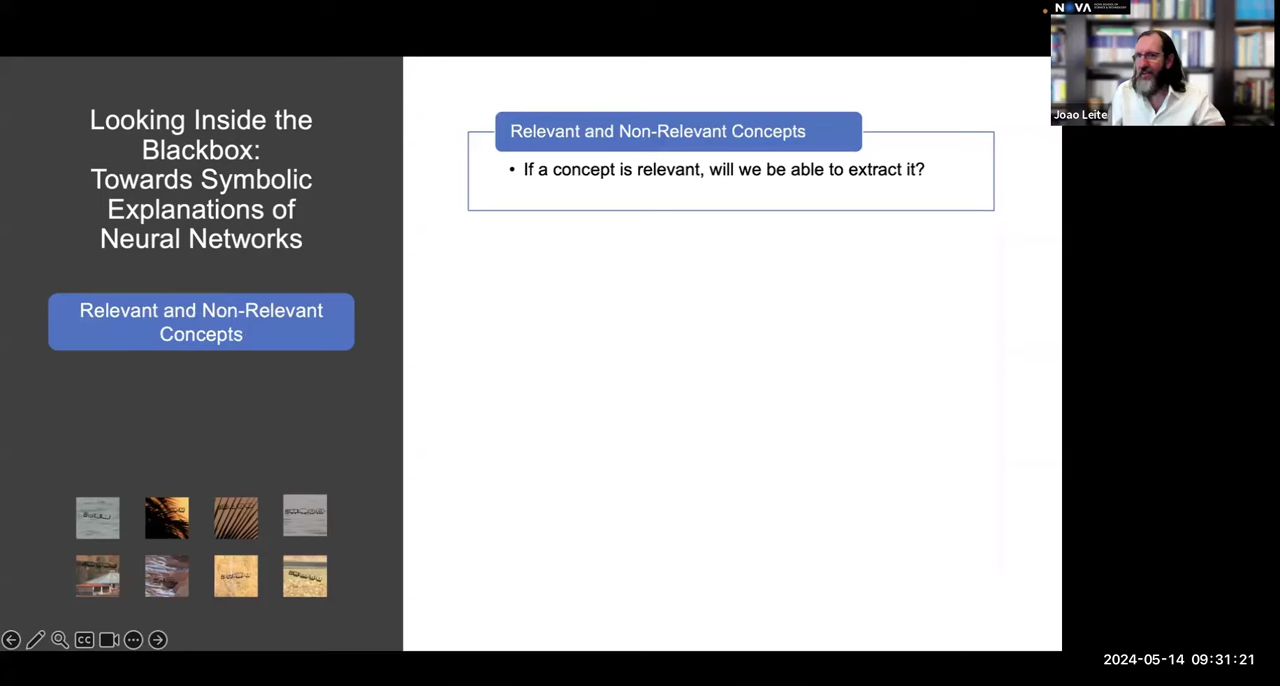 NOVA
Joao Leite
Looking Inside the
Blackbox:
Towards Symbolic
Explanations of
Neural Networks
Relevant and Non-Relevant
Concepts
Relevant and Non-Relevant Concepts
• If a concept is relevant, will we be able to extract it?
CC
2024-05-14 09:31:21